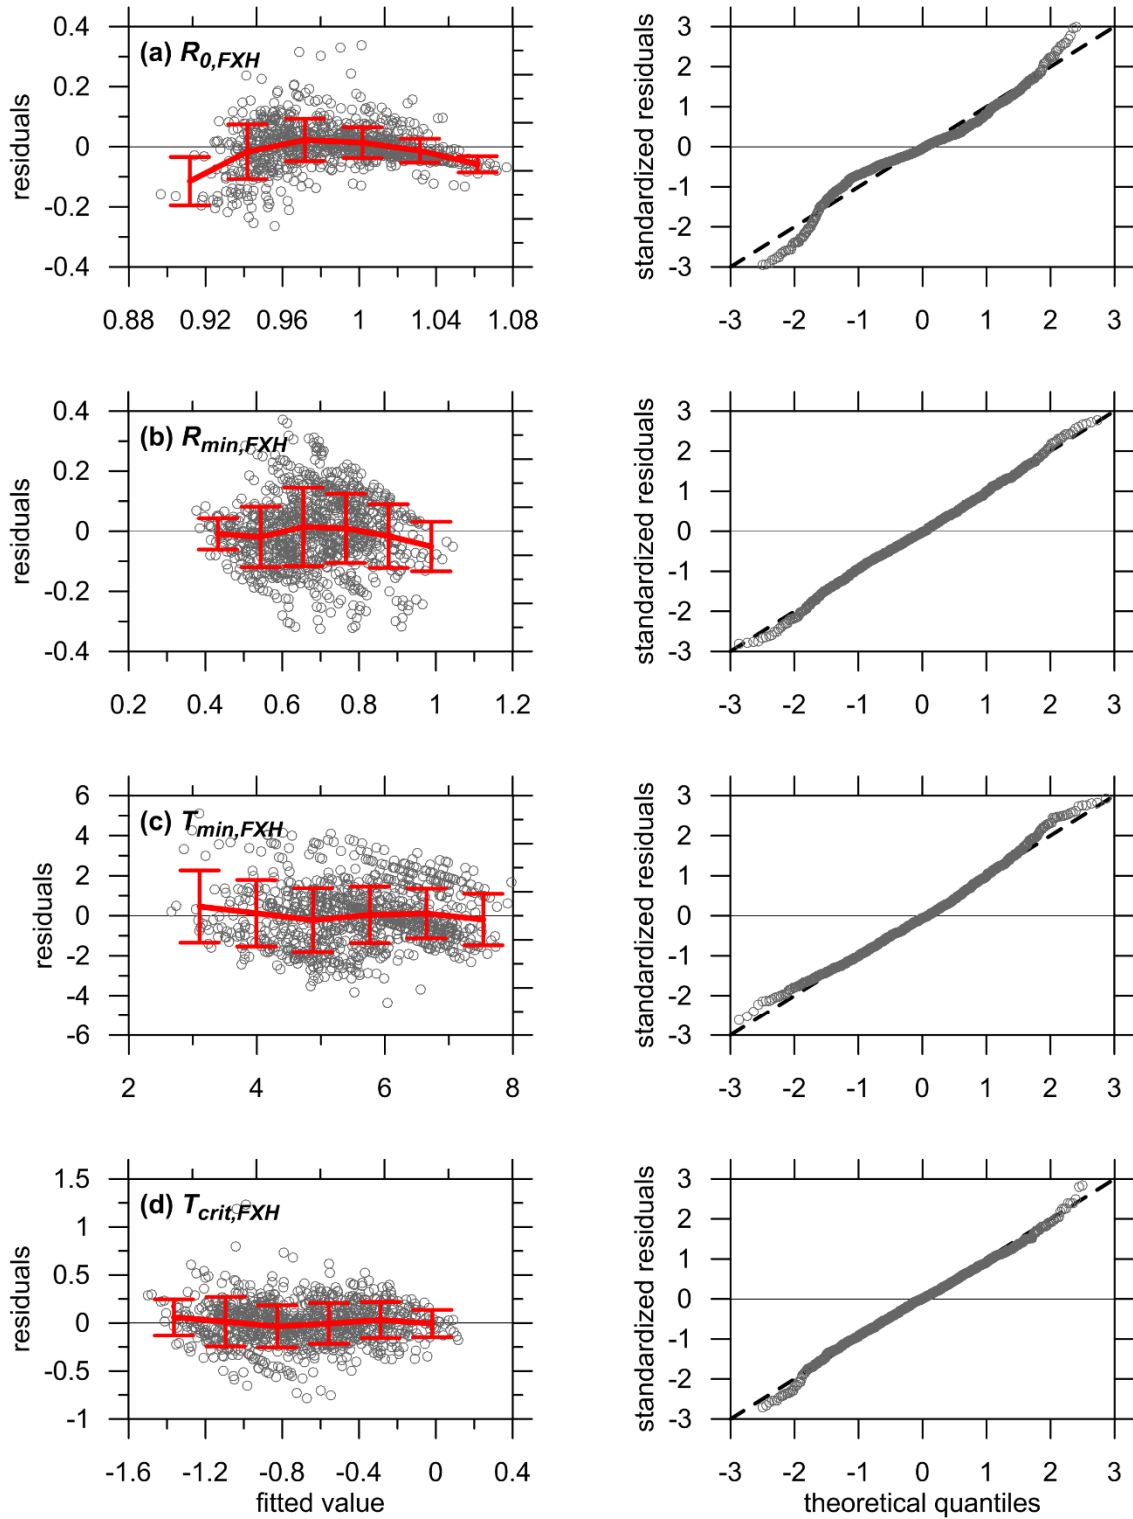 (a) R0,FXH
residuals
0.4
0.2
0
-0.2
-0.4
0.88 0.92 0.96 1 1.04 1.08
standardized residuals
3
2
1
0
-1
-2
-3
-3 -2 -1 0 1 2 3
(b) Rmin,FXH
residuals
0.4
0.2
0
-0.2
-0.4
0.2 0.4 0.6 0.8 1 1.2
standardized residuals
3
2
1
0
-1
-2
-3
-3 -2 -1 0 1 2 3
(c) Tmin,FXH
residuals
6
4
2
0
-2
-4
-6
2 4 6 8
standardized residuals
3
2
1
0
-1
-2
-3
-3 -2 -1 0 1 2 3
(d) Tcrit,FXH
residuals
1.5
1
0.5
0
-0.5
-1
-1.6 -1.2 -0.8 -0.4 0 0.4
fitted value
standardized residuals
3
2
1
0
-1
-2
-3
-3 -2 -1 0 1 2 3
theoretical quantiles